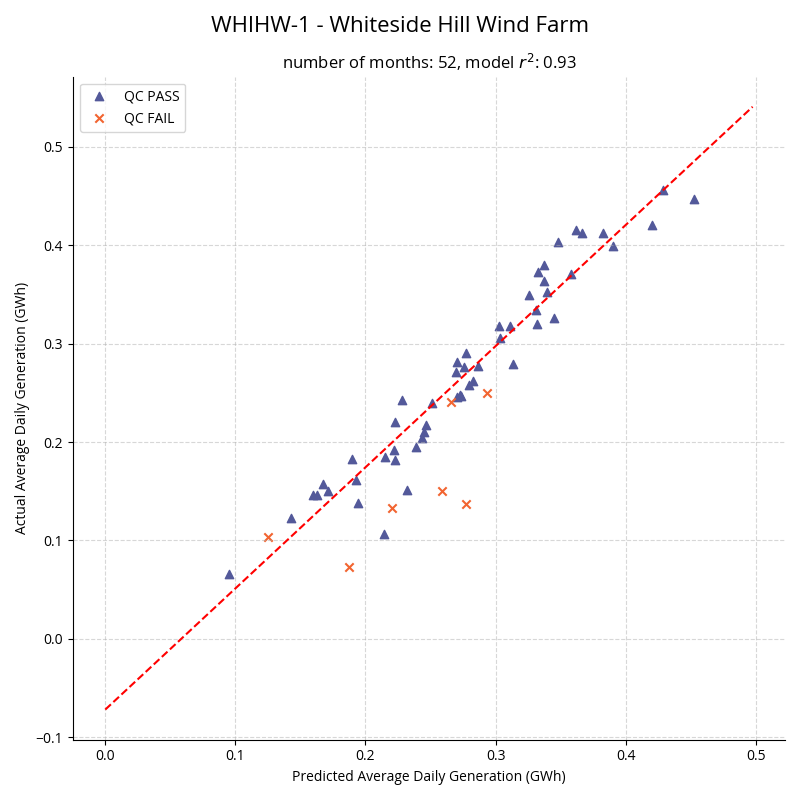 WHIHW-1 - Whiteside Hill Wind Farm
number of months: 52, model r²: 0.93
QC PASS
QC FAIL
0.5
0.4
0.3
0.2
0.1
0.0
−0.1
Actual Average Daily Generation (GWh)
0.0 0.1 0.2 0.3 0.4 0.5
Predicted Average Daily Generation (GWh)